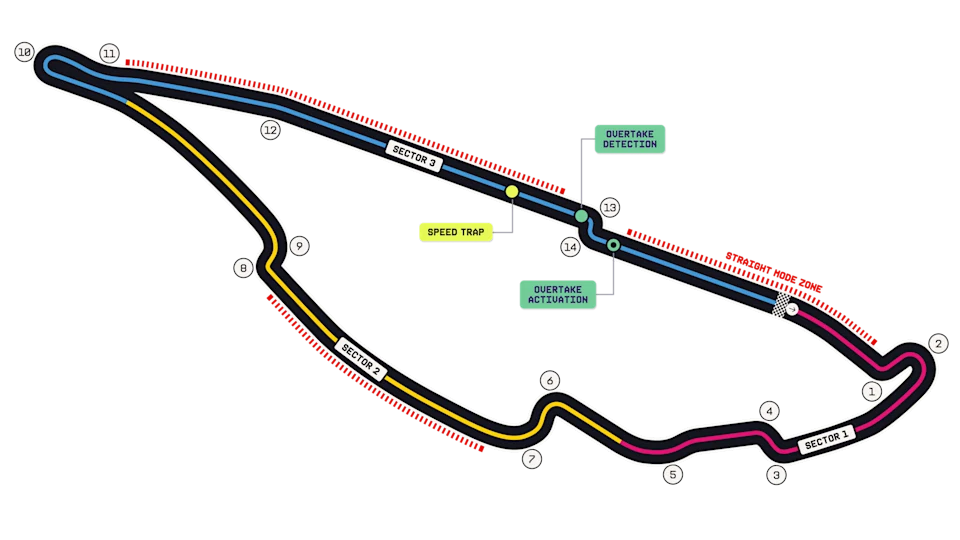 10
11
12
SECTOR 3
OVERTAKE
DETECTION
SPEED TRAP
13
14
9
8
STRAIGHT MODE ZONE
OVERTAKE
ACTIVATION
2
1
SECTOR 2
6
4
SECTOR 1
7
5
3